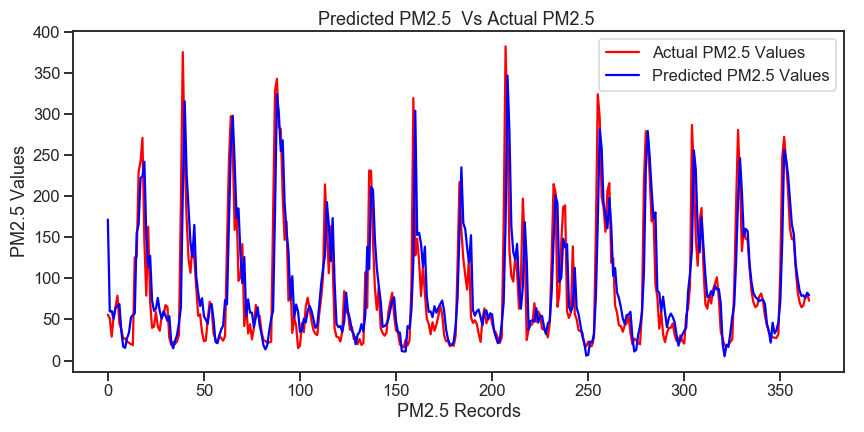 Predicted PM2.5  Vs Actual PM2.5
400
350
300
250
200
150
100
50
0
PM2.5 Values
Actual PM2.5 Values
Predicted PM2.5 Values
0 50 100 150 200 250 300 350
PM2.5 Records